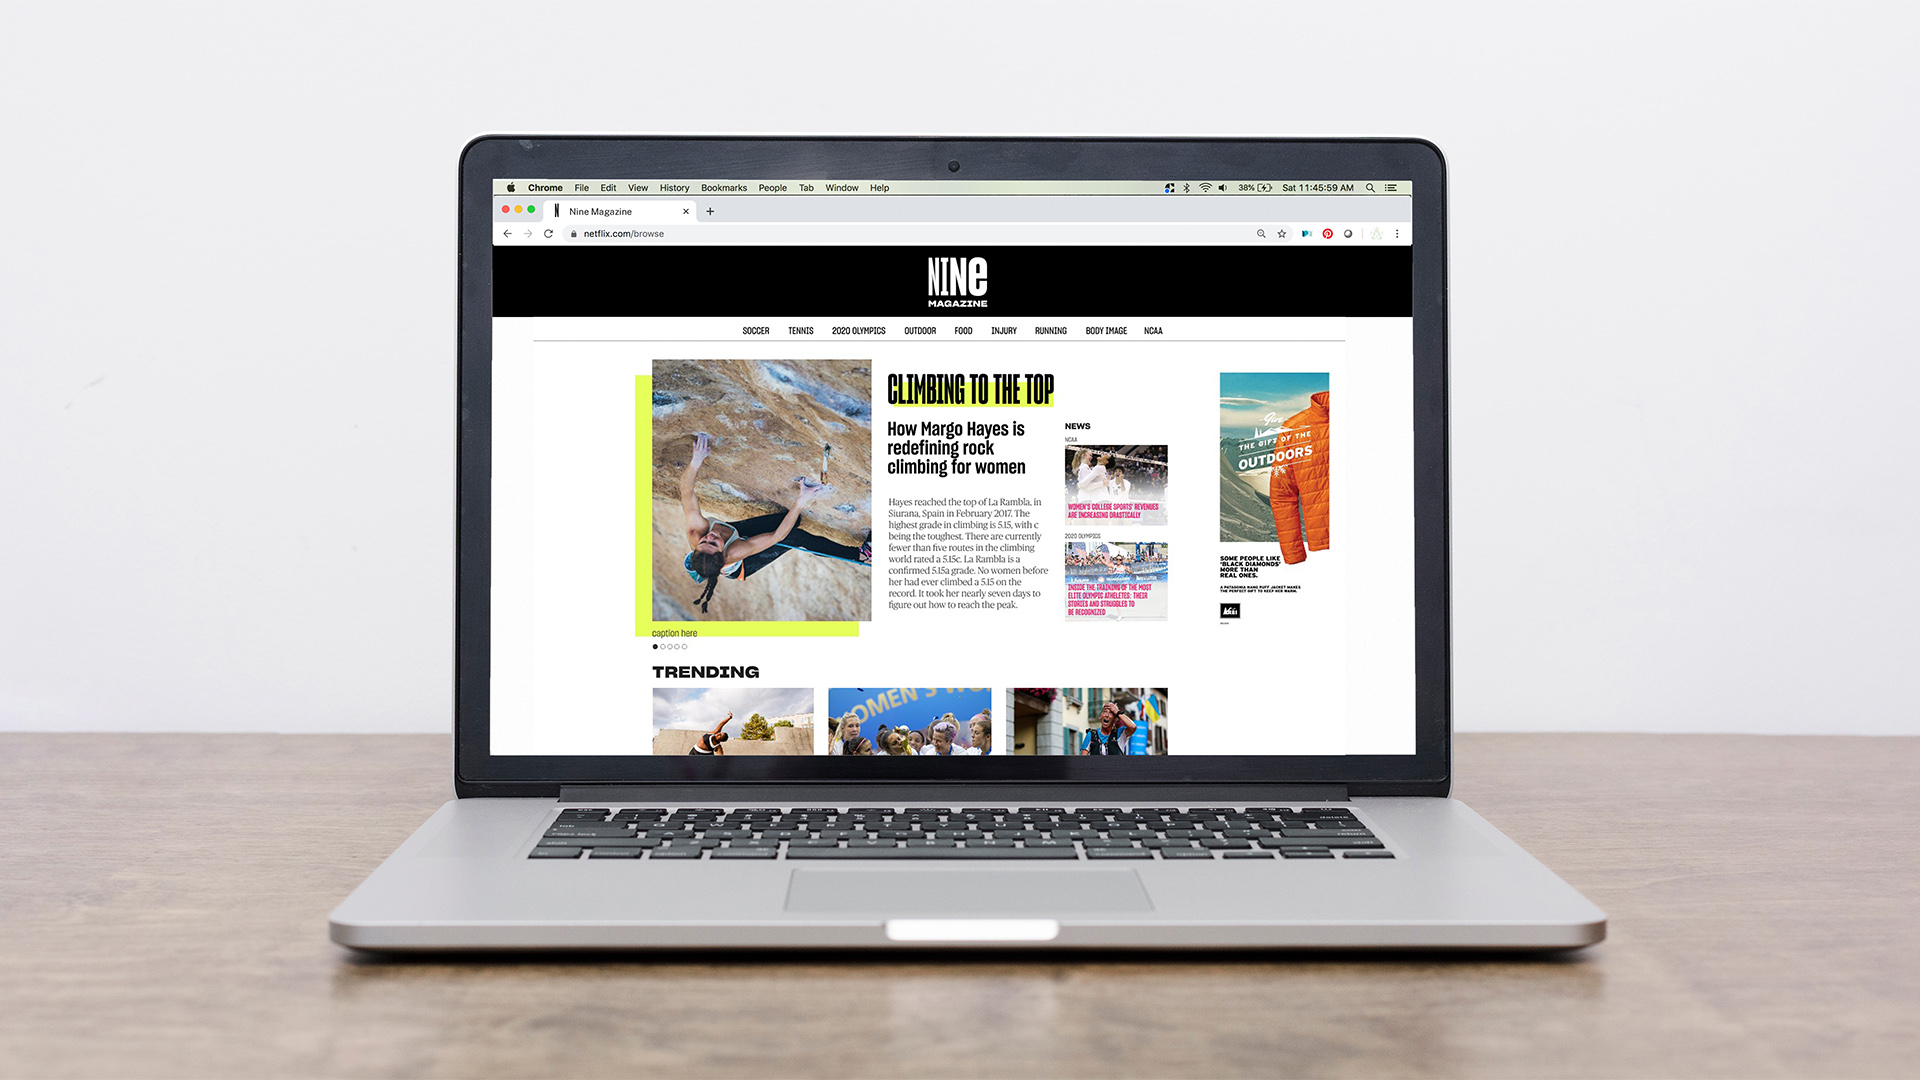 Chrome File Edit View History Bookmarks People Tab Window Help 38% Sat 11:45:59 AM
Nine Magazine
netflix.com/browse
NINe
MAGAZINE
SOCCER TENNIS 2020 OLYMPICS OUTDOOR FOOD INJURY RUNNING BODY IMAGE NCAA
CLIMBING TO THE TOP
How Margo Hayes is
redefining rock
climbing for women
Hayes reached the top of La Rambla, in
Siurana, Spain in February 2017. The
highest grade in climbing is 5.15, with c
being the toughest. There are currently
fewer than five routes in the climbing
world rated a 5.15c. La Rambla is a
confirmed 5.15a grade. No women before
her had ever climbed a 5.15 on the
record. It took her nearly seven days to
figure out how to reach the peak.
caption here
NEWS
NCAA
WOMEN'S COLLEGE SPORTS' REVENUES
ARE INCREASING DRASTICALLY
2020 OLYMPICS
INSIDE THE TRAINING OF THE MOST
ELITE OLYMPIC ATHLETES: THEIR
STORIES AND STRUGGLES TO
BE RECOGNIZED
Give
THE GIFT OF THE
OUTDOORS
SOME PEOPLE LIKE
'BLACK DIAMONDS'
MORE THAN
REAL ONES.
A PATAGONIA NANO PUFF JACKET MAKES
THE PERFECT GIFT TO KEEP HER WARM.
REI
TRENDING
OMEN'S WO
delete
return
shift